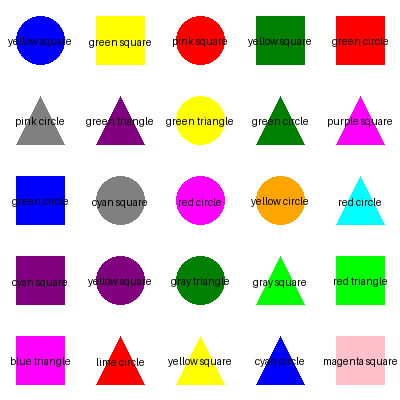 yellow square green square pink square yellow square green circle
pink circle green triangle green triangle green circle purple square
green circle cyan square red circle yellow circle red circle
cyan square yellow square gray triangle gray square red triangle
blue triangle lime circle yellow square cyan circle magenta square